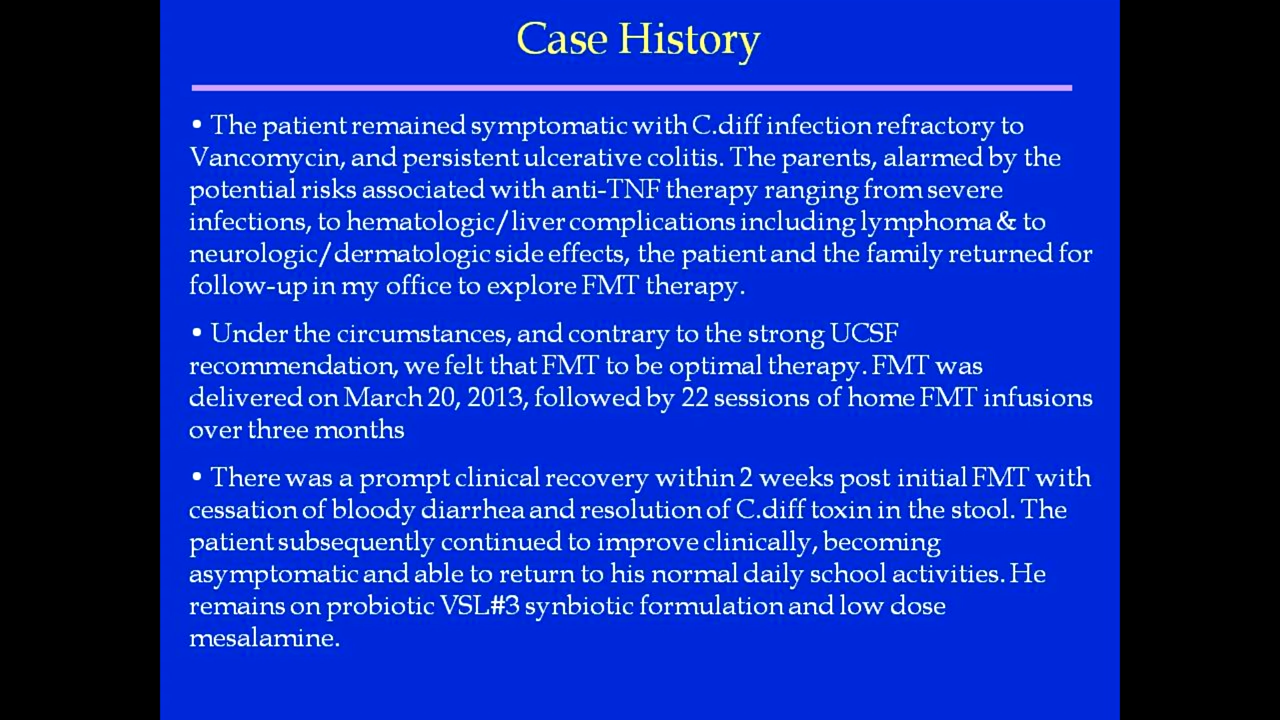 Case History
• The patient remained symptomatic with C.diff infection refractory to
Vancomycin, and persistent ulcerative colitis. The parents, alarmed by the
potential risks associated with anti-TNF therapy ranging from severe
infections, to hematologic/liver complications including lymphoma & to
neurologic/dermatologic side effects, the patient and the family returned for
follow-up in my office to explore FMT therapy.
• Under the circumstances, and contrary to the strong UCSF
recommendation, we felt that FMT to be optimal therapy. FMT was
delivered on March 20, 2013, followed by 22 sessions of home FMT infusions
over three months
• There was a prompt clinical recovery within 2 weeks post initial FMT with
cessation of bloody diarrhea and resolution of C.diff toxin in the stool. The
patient subsequently continued to improve clinically, becoming
asymptomatic and able to return to his normal daily school activities. He
remains on probiotic VSL#3 synbiotic formulation and low dose
mesalamine.